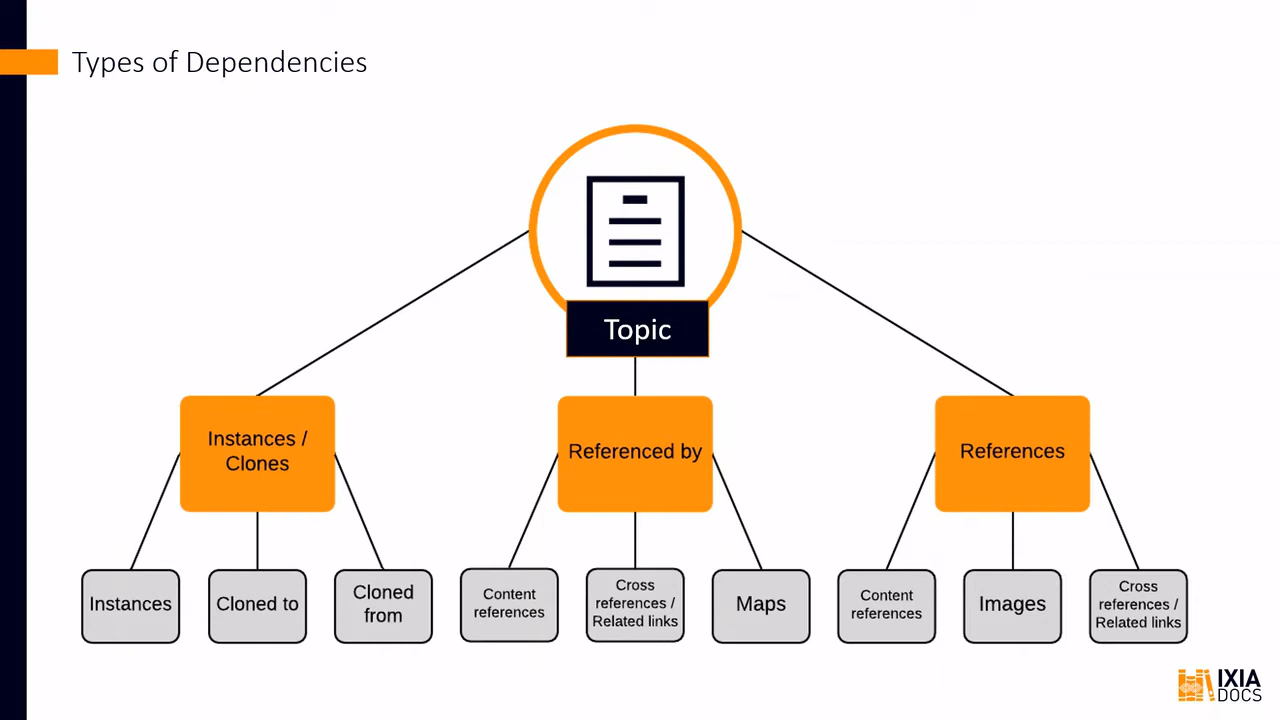 Types of Dependencies
Topic
Instances /
Clones
Referenced by
References
Instances
Cloned to
Cloned
from
Content
references
Cross
references /
Related links
Maps
Content
references
Images
Cross
references /
Related links
IXIA
DOCS